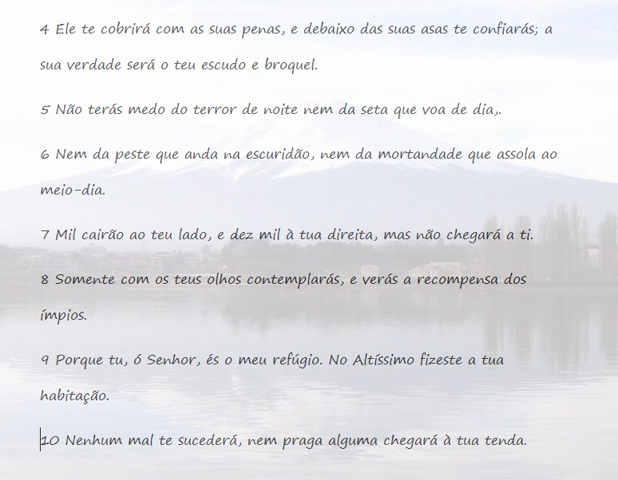 4 Ele te cobrirá com as suas penas, e debaixo das suas asas te confiarás; a
sua verdade será o teu escudo e broquel.
5 Não terás medo do terror de noite nem da seta que voa de dia,.
6 Nem da peste que anda na escuridão, nem da mortandade que assola ao
meio-dia.
7 Mil cairão ao teu lado, e dez mil à tua direita, mas não chegará a ti.
8 Somente com os teus olhos contemplarás, e verás a recompensa dos
ímpios.
9 Porque tu, ó Senhor, és o meu refúgio. No Altíssimo fizeste a tua
habitação.
10 Nenhum mal te sucederá, nem praga alguma chegará à tua tenda.